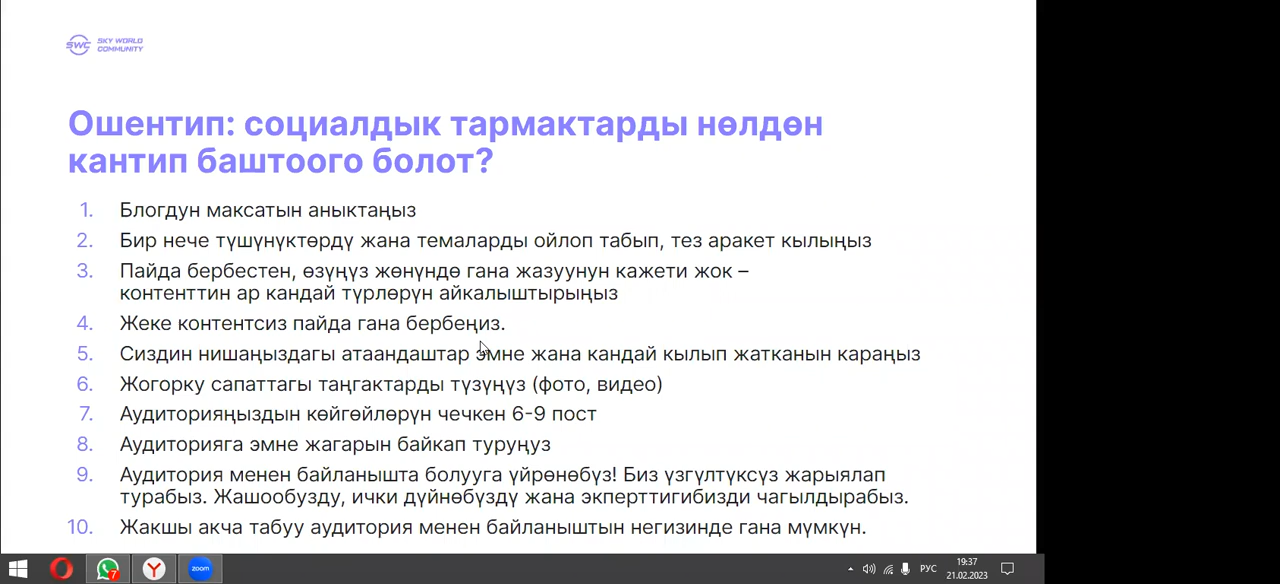 SWC SKY WORLD
COMMUNITY
Ошентип: социалдык тармактарды нөлдөн
кантип баштоого болот?
1. Блогдун максатын аныктаңыз
2. Бир нече түшүнүктөрдү жана темаларды ойлоп табып, тез аракет кылыңыз
3. Пайда бербестен, өзүңүз жөнүндө гана жазуунун кажети жок –
контенттин ар кандай түрлөрүн айкалыштырыңыз
4. Жеке контентсиз пайда гана бербеңиз.
5. Сиздин нишаңыздагы атаандаштар эмне жана кандай кылып жатканын караңыз
6. Жогорку сапаттагы таңгактарды түзүңүз (фото, видео)
7. Аудиторияңыздын көйгөйлөрүн чечкен 6-9 пост
8. Аудиторияга эмне жагарын байкап туруңуз
9. Аудитория менен байланышта болууга үйрөнөбүз! Биз үзгүлтүксүз жарыялап
турабыз. Жашообузду, ички дүйнөбүздү жана экперттигибизди чагылдырабыз.
10. Жакшы акча табуу аудитория менен байланыштын негизинде гана мүмкүн.
7
zoom
РУС
19:37
21.02.2023